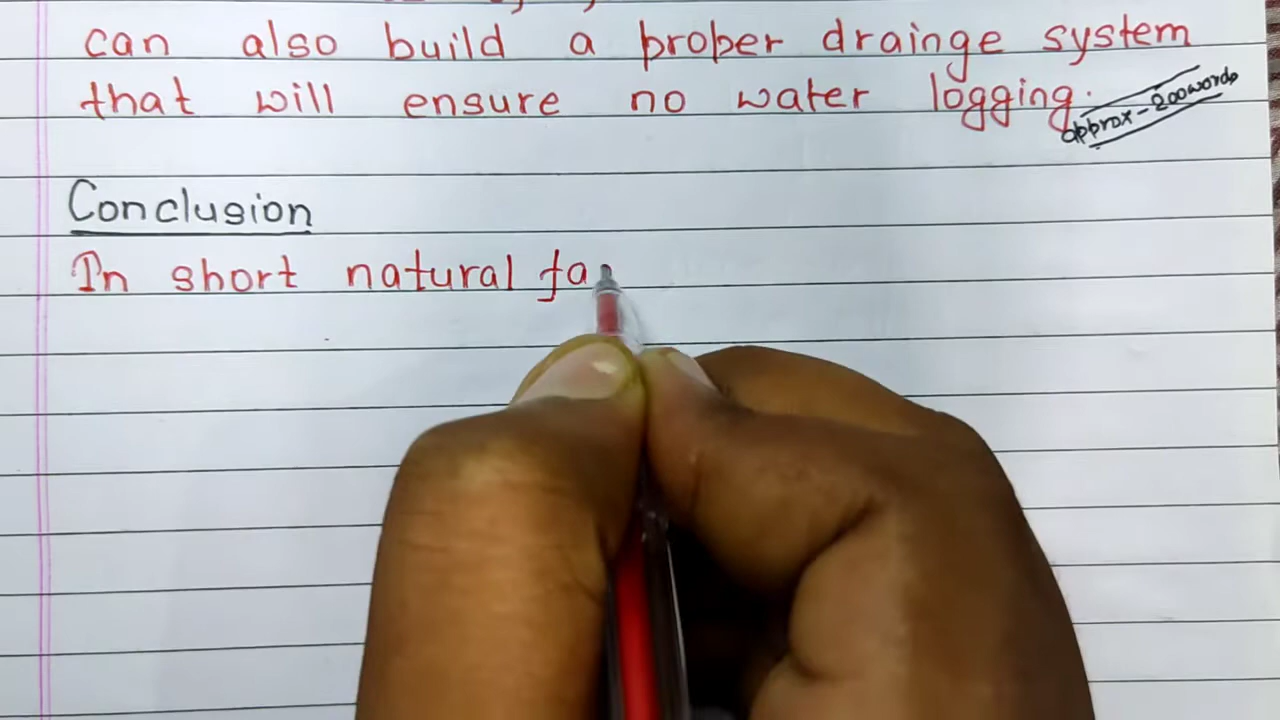 can also build a proper drainge system
that will ensure no water logging.
approx-200words
Conclusion
In short natural fa